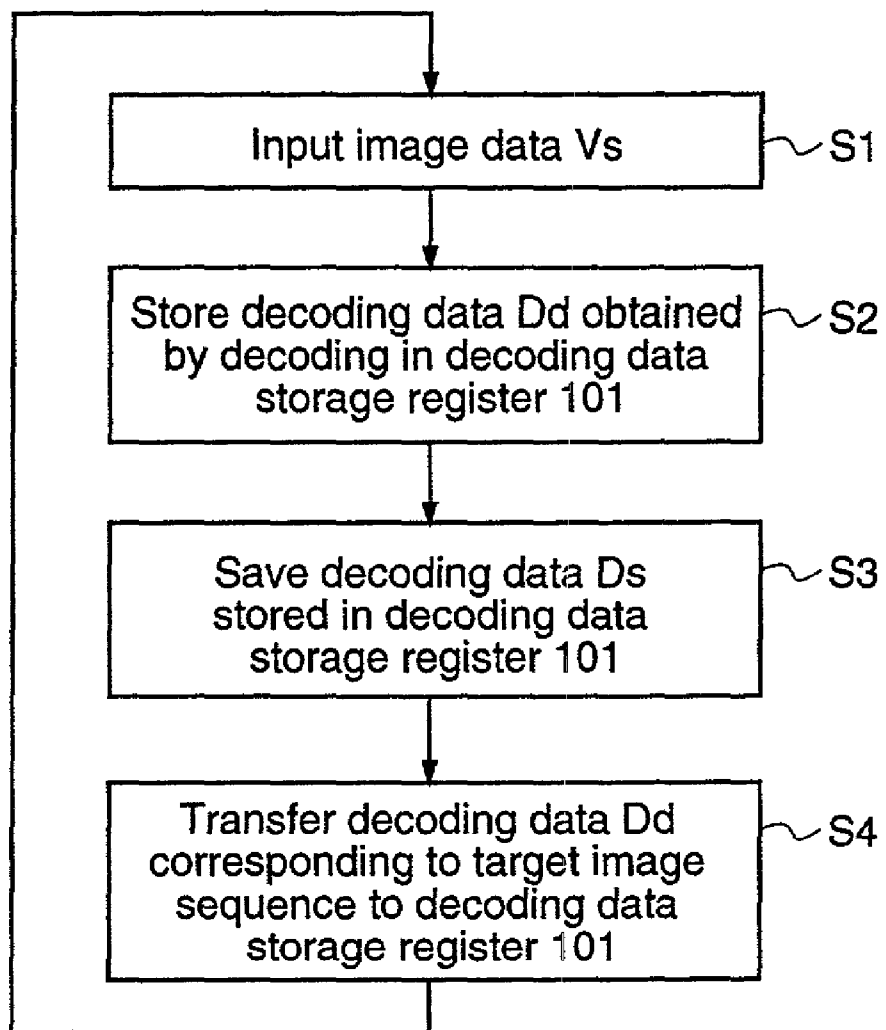 Input image data Vs
S1
Store decoding data Dd obtained
by decoding in decoding data
storage register 101
S2
Save decoding data Ds
stored in decoding data
storage register 101
S3
Transfer decoding data Dd
corresponding to target image
sequence to decoding data
storage register 101
S4